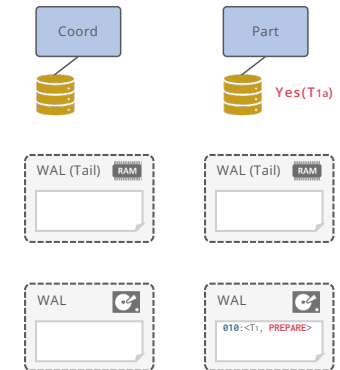 Coord Part
Yes(T1a)
WAL (Tail) RAM WAL (Tail) RAM
WAL WAL
010:<T1, PREPARE>